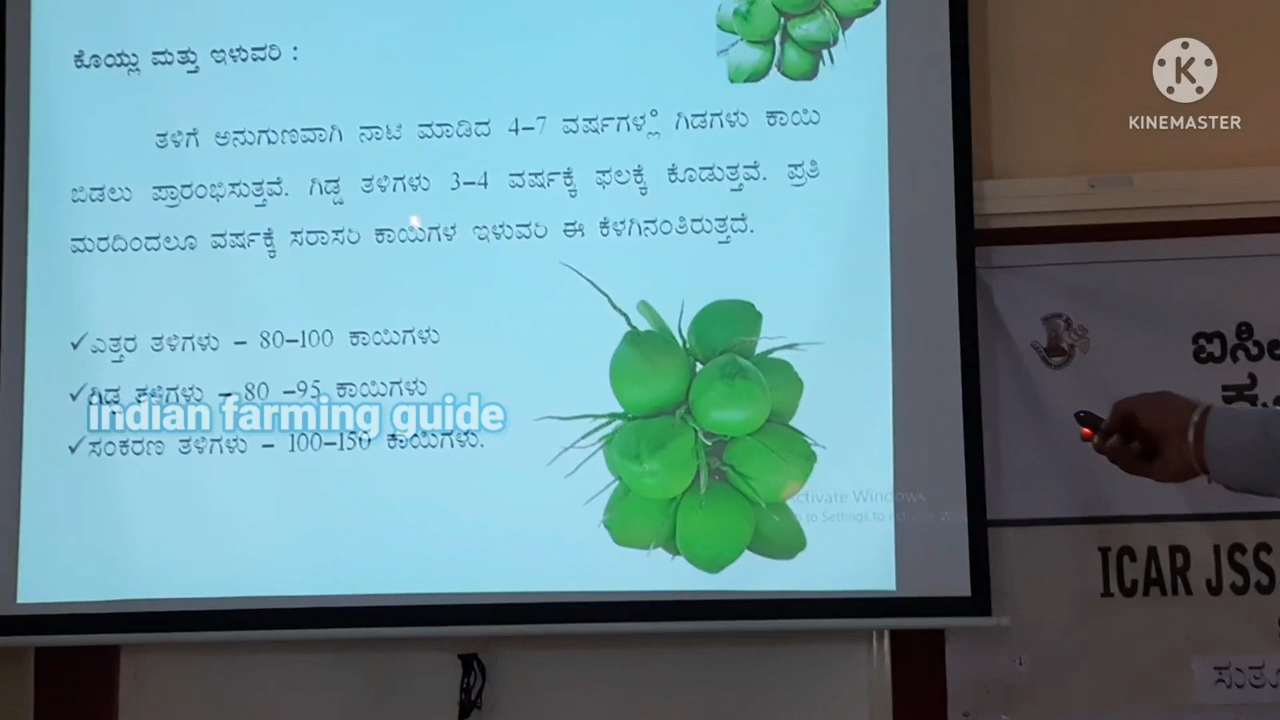 ಕೊಯ್ಲು ಮತ್ತು ಇಳುವರಿ :
ತಳಿಗೆ ಅನುಗುಣವಾಗಿ ನಾಟಿ ಮಾಡಿದ 4–7 ವರ್ಷಗಳಲ್ಲಿ ಗಿಡಗಳು ಕಾಯಿ
ಬಿಡಲು ಪ್ರಾರಂಭಿಸುತ್ತವೆ. ಗಿಡ್ಡ ತಳಿಗಳು 3–4 ವರ್ಷಕ್ಕೆ ಫಲಕ್ಕೆ ಕೊಡುತ್ತವೆ. ಪ್ರತಿ
ಮರದಿಂದಲೂ ವರ್ಷಕ್ಕೆ ಸರಾಸರಿ ಕಾಯಿಗಳ ಇಳುವರಿ ಈ ಕೆಳಗಿನಂತಿರುತ್ತದೆ.
✓ಎತ್ತರ ತಳಿಗಳು – 80–100 ಕಾಯಿಗಳು
✓ಗಿಡ್ಡ ತಳಿಗಳು – 80 –95 ಕಾಯಿಗಳು
indian farming guide
✓ಸಂಕರಣ ತಳಿಗಳು – 100–150 ಕಾಯಿಗಳು.
Activate Windows
K
KINEMASTER
ICAR JSS